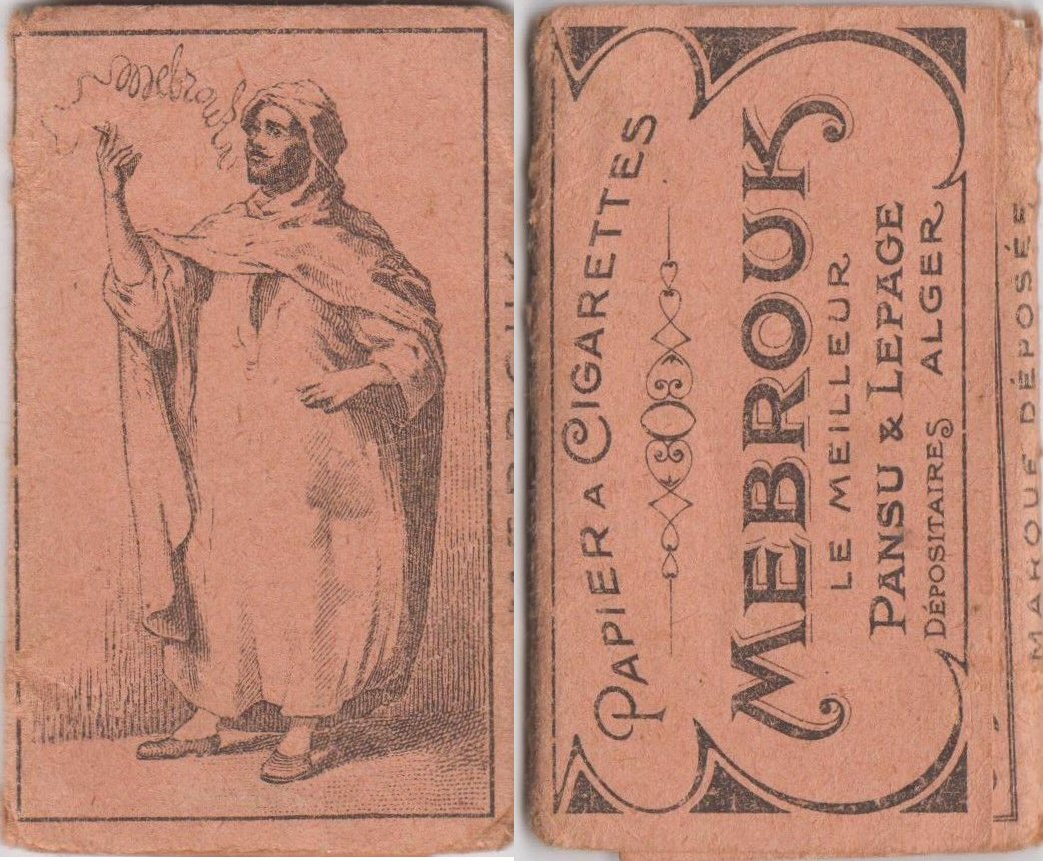 Mebrouk
PAPIER A CIGARETTES
MEBROUK
LE MEILLEUR
PANSU & LEPAGE
DÉPOSITAIRES ALGER
MARQUE DÉPOSÉE